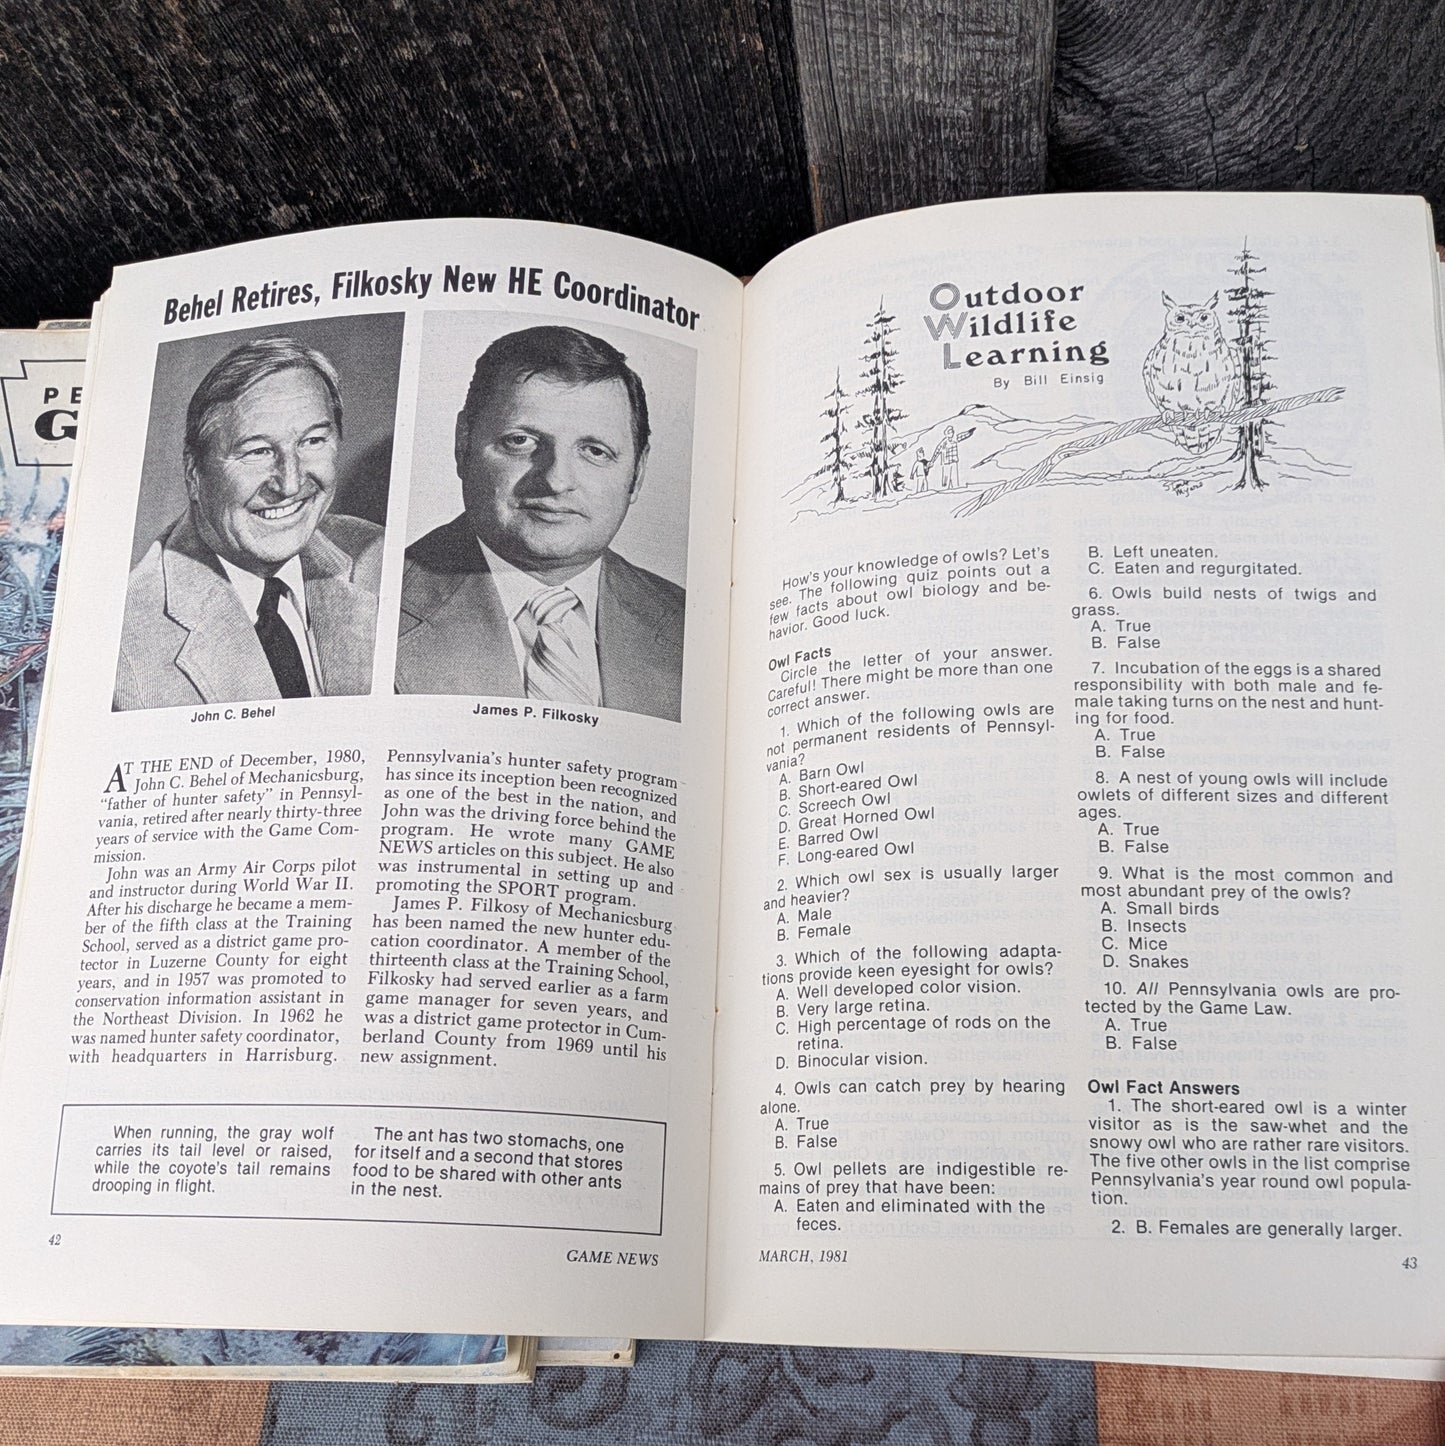 PE
G
Behel Retires, Filkosky New HE Coordinator
John C. Behel
James P. Filkosky
AT THE END of December, 1980,
John C. Behel of Mechanicsburg,
"father of hunter safety" in Pennsyl-
vania, retired after nearly thirty-three
years of service with the Game Com-
mission.
John was an Army Air Corps pilot
and instructor during World War II.
After his discharge he became a mem-
ber of the fifth class at the Training
School, served as a district game pro-
tector in Luzerne County for eight
years, and in 1957 was promoted to
conservation information assistant in
the Northeast Division. In 1962 he
was named hunter safety coordinator,
with headquarters in Harrisburg.
Pennsylvania's hunter safety program
has since its inception been recognized
as one of the best in the nation, and
John was the driving force behind the
program. He wrote many GAME
NEWS articles on this subject. He also
was instrumental in setting up and
promoting the SPORT program.
James P. Filkosy of Mechanicsburg
has been named the new hunter edu-
cation coordinator. A member of the
thirteenth class at the Training School,
Filkosky had served earlier as a farm
game manager for seven years, and
was a district game protector in Cum-
berland County from 1969 until his
new assignment.
When running, the gray wolf
carries its tail level or raised,
while the coyote's tail remains
drooping in flight.
The ant has two stomachs, one
for itself and a second that stores
food to be shared with other ants
in the nest.
42
GAME NEWS
Outdoor
Wildlife
Learning
By Bill Einsig
How's your knowledge of owls? Let's
see. The following quiz points out a
few facts about owl biology and be-
havior. Good luck.
Owl Facts
Circle the letter of your answer.
Careful! There might be more than one
correct answer.
1. Which of the following owls are
not permanent residents of Pennsyl-
vania?
A. Barn Owl
B. Short-eared Owl
C. Screech Owl
D. Great Horned Owl
E. Barred Owl
F. Long-eared Owl
2. Which owl sex is usually larger
and heavier?
A. Male
B. Female
3. Which of the following adapta-
tions provide keen eyesight for owls?
A. Well developed color vision.
B. Very large retina.
C. High percentage of rods on the
retina.
D. Binocular vision.
4. Owls can catch prey by hearing
alone.
A. True
B. False
5. Owl pellets are indigestible re-
mains of prey that have been:
A. Eaten and eliminated with the
feces.
B. Left uneaten.
C. Eaten and regurgitated.
6. Owls build nests of twigs and
grass.
A. True
B. False
7. Incubation of the eggs is a shared
responsibility with both male and fe-
male taking turns on the nest and hunt-
ing for food.
A. True
B. False
8. A nest of young owls will include
owlets of different sizes and different
ages.
A. True
B. False
9. What is the most common and
most abundant prey of the owls?
A. Small birds
B. Insects
C. Mice
D. Snakes
10. All Pennsylvania owls are pro-
tected by the Game Law.
A. True
B. False
Owl Fact Answers
1. The short-eared owl is a winter
visitor as is the saw-whet and the
snowy owl who are rather rare visitors.
The five other owls in the list comprise
Pennsylvania's year round owl popula-
tion.
2. B. Females are generally larger.
MARCH, 1981
43